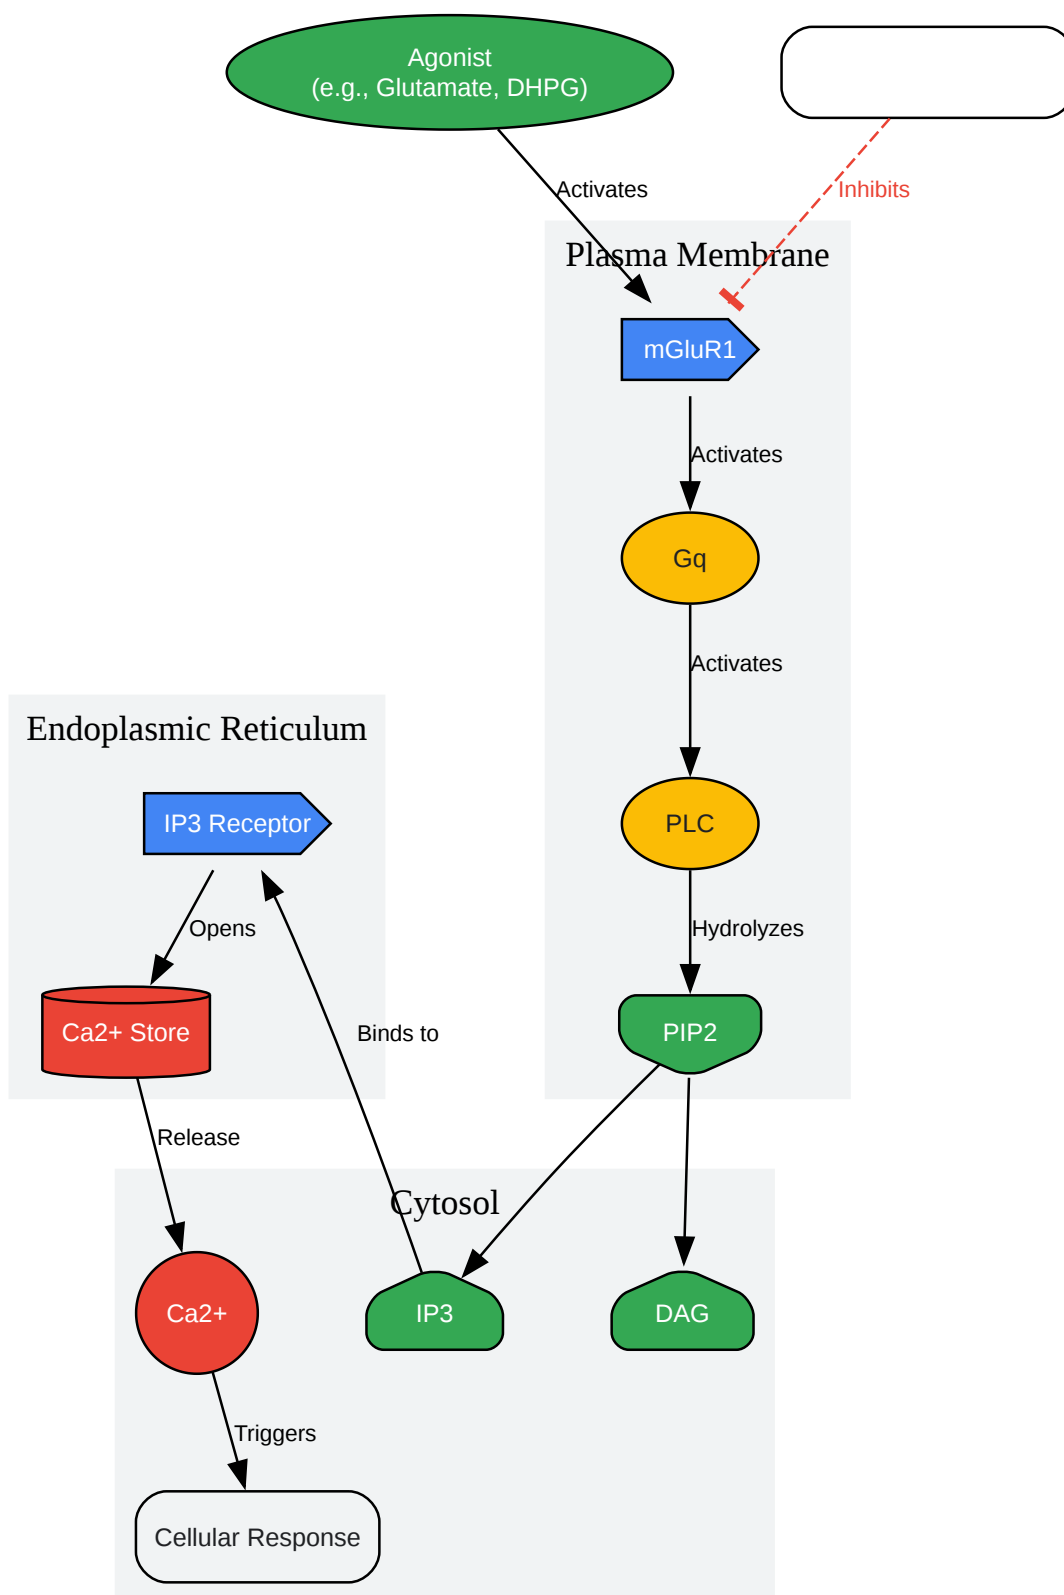 Agonist
(e.g., Glutamate, DHPG)
Activates
Inhibits
Plasma Membrane
mGluR1
Activates
Gq
Activates
Endoplasmic Reticulum
IP3 Receptor
PLC
Opens
Hydrolyzes
Ca2+ Store
Binds to
PIP2
Release
Cytosol
Ca2+
IP3
DAG
Triggers
Cellular Response